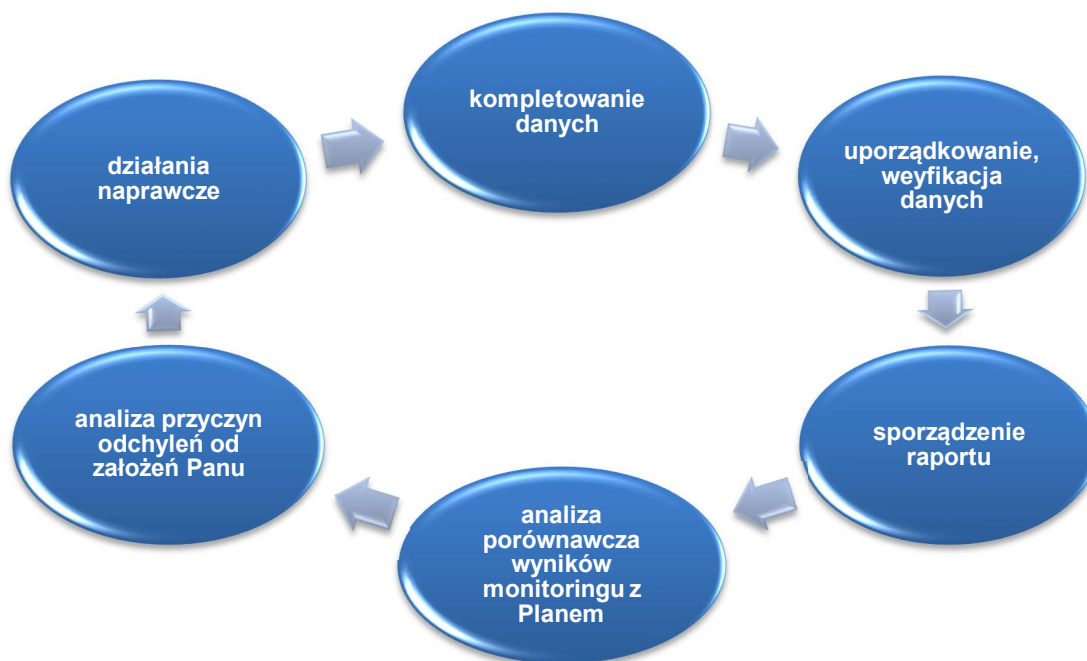 kompletowanie
danych
uporządkowanie,
weyfikacja
danych
sporządzenie
raportu
analiza
porównawcza
wyników
monitoringu z
Planem
analiza przyczyn
odchyleń od
założeń Panu
działania
naprawcze